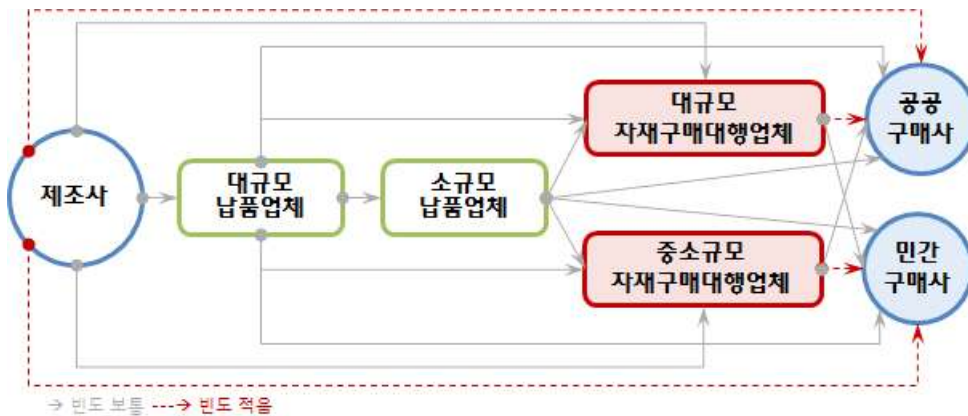 제조사
대규모
납품업체
소규모
납품업체
대규모
자재구매대행업체
중소규모
자재구매대행업체
공공
구매사
민간
구매사
→ 빈도 보통 ---→ 빈도 적음